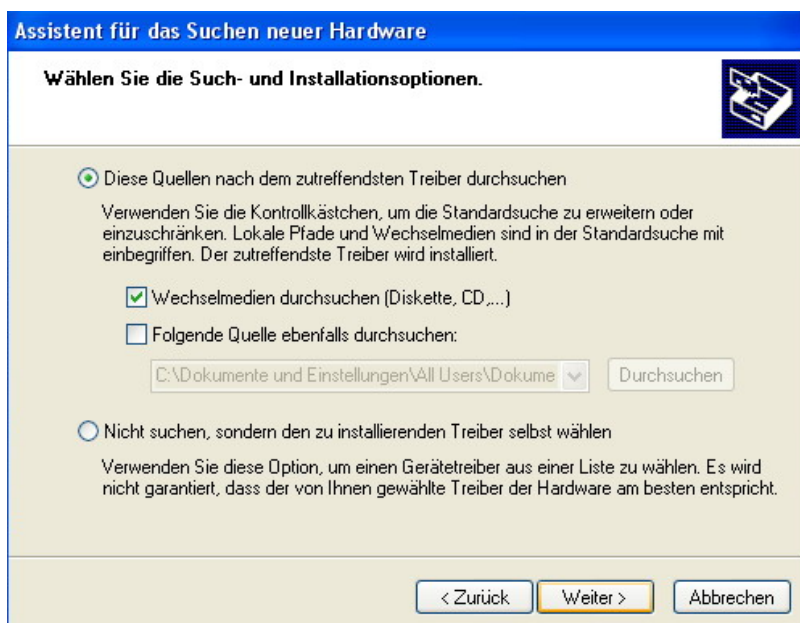 Assistent für das Suchen neuer Hardware
Wählen Sie die Such- und Installationsoptionen.
Diese Quellen nach dem zutreffendsten Treiber durchsuchen
Verwenden Sie die Kontrollkästchen, um die Standardsuche zu erweitern oder
einzuschränken. Lokale Pfade und Wechselmedien sind in der Standardsuche mit
einbegriffen. Der zutreffendste Treiber wird installiert.
Wechselmedien durchsuchen (Diskette, CD,...)
Folgende Quelle ebenfalls durchsuchen:
C:\Dokumente und Einstellungen\All Users\Dokume
Durchsuchen
Nicht suchen, sondern den zu installierenden Treiber selbst wählen
Verwenden Sie diese Option, um einen Gerätetreiber aus einer Liste zu wählen. Es wird
nicht garantiert, dass der von Ihnen gewählte Treiber der Hardware am besten entspricht.
< Zurück
Weiter >
Abbrechen